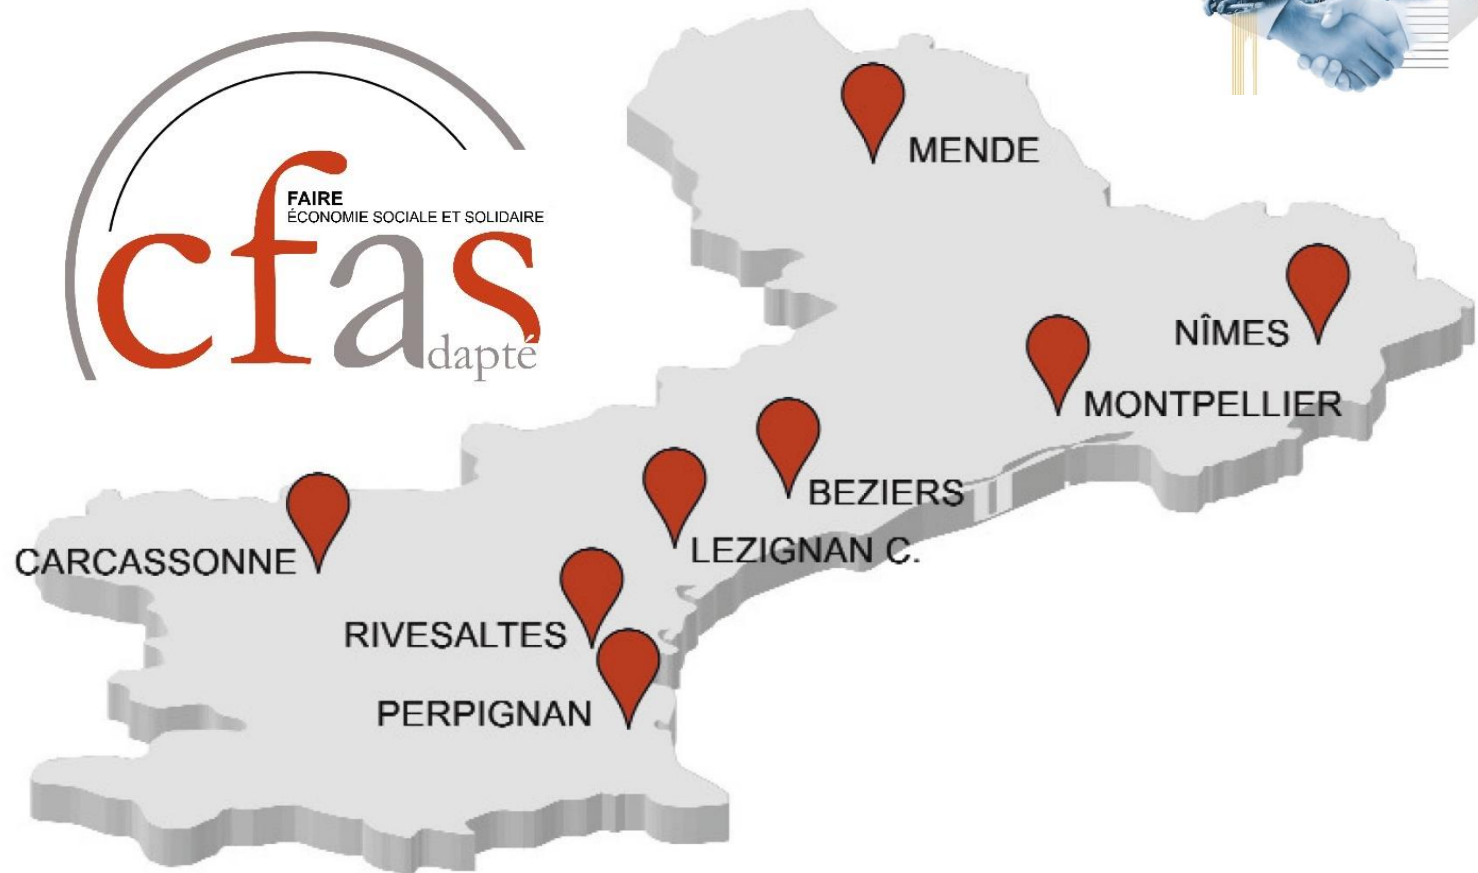 FAIRE
ÉCONOMIE SOCIALE ET SOLIDAIRE
cfas
dapté
MENDE
NÎMES
MONTPELLIER
BEZIERS
LEZIGNAN C.
CARCASSONNE
RIVESALTES
PERPIGNAN